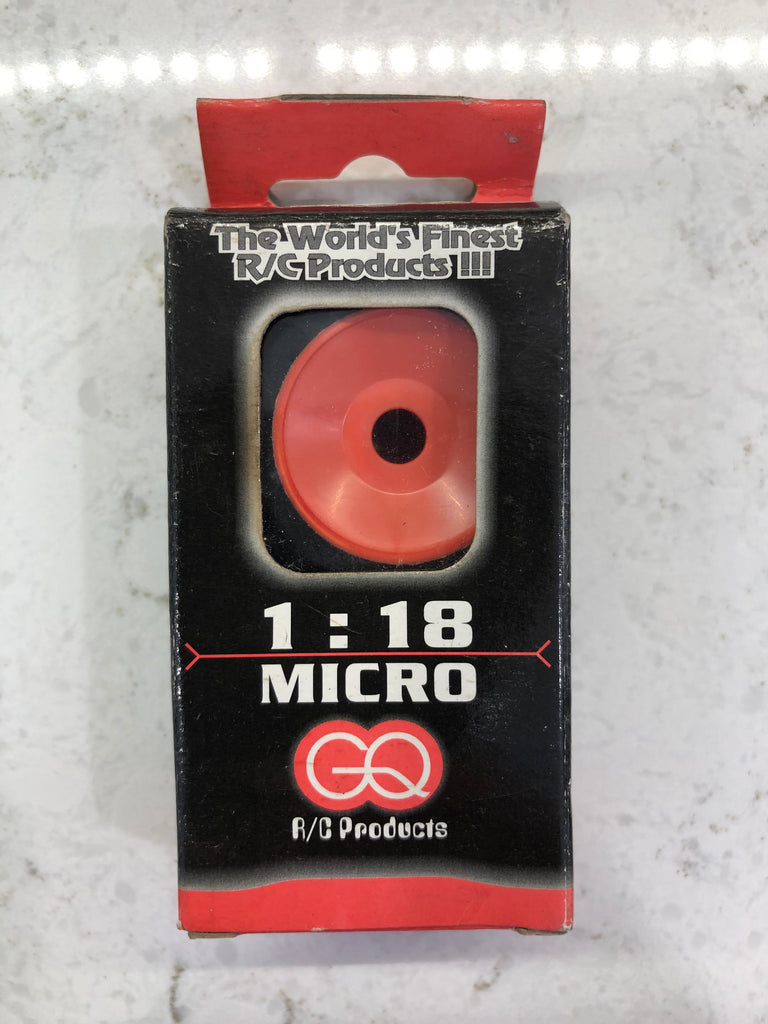 The World's Finest
R/C Products !!!
1 : 18
MICRO
GQ
R/C Products